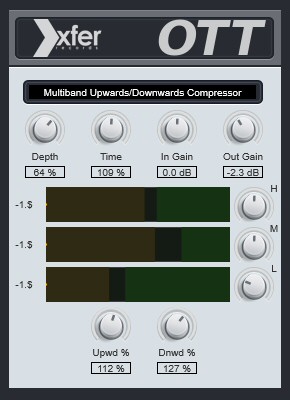 xfer OTT
records
Multiband Upwards/Downwards Compressor
Depth Time In Gain Out Gain
64 % 109 % 0.0 dB -2.3 dB
H
-1.$
M
-1.$
L
-1.$
Upwd % Dnwd %
112 % 127 %